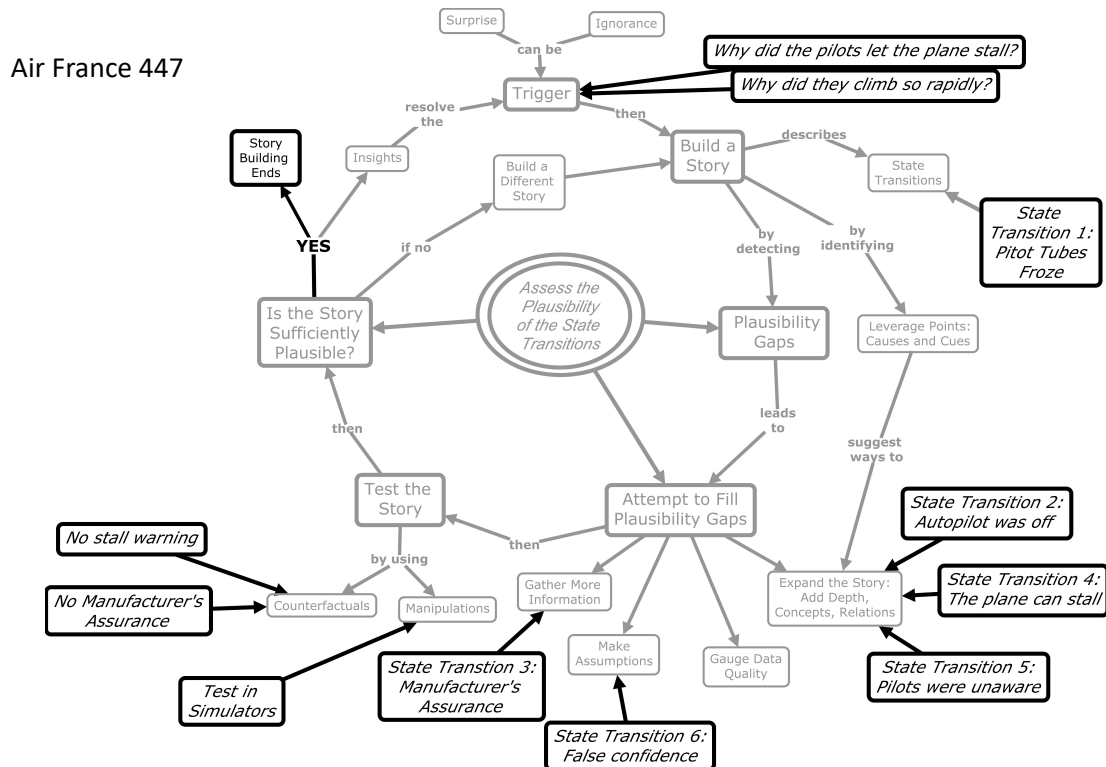 Surprise
Ignorance
can be
Air France 447
Why did the pilots let the plane stall?
Why did they climb so rapidly?
Trigger
resolve
the
then
Story
Building
Ends
Insights
Build a
Different
Story
Build a
Story
describes
State
Transitions
State
Transition 1:
Pitot Tubes
Froze
YES
if no
by
detecting
by
identifying
Is the Story
Sufficiently
Plausible?
Assess the
Plausibility
of the State
Transitions
Plausibility
Gaps
Leverage Points:
Causes and Cues
then
leads
to
suggest
ways to
Test the
Story
Attempt to Fill
Plausibility Gaps
State Transition 2:
Autopilot was off
No stall warning
by using
then
No Manufacturer's
Assurance
Counterfactuals
Manipulations
Gather More
Information
Expand the Story:
Add Depth,
Concepts, Relations
State Transition 4:
The plane can stall
Test in
Simulators
State Transtion 3:
Manufacturer's
Assurance
Make
Assumptions
Gauge Data
Quality
State Transition 5:
Pilots were unaware
State Transition 6:
False confidence